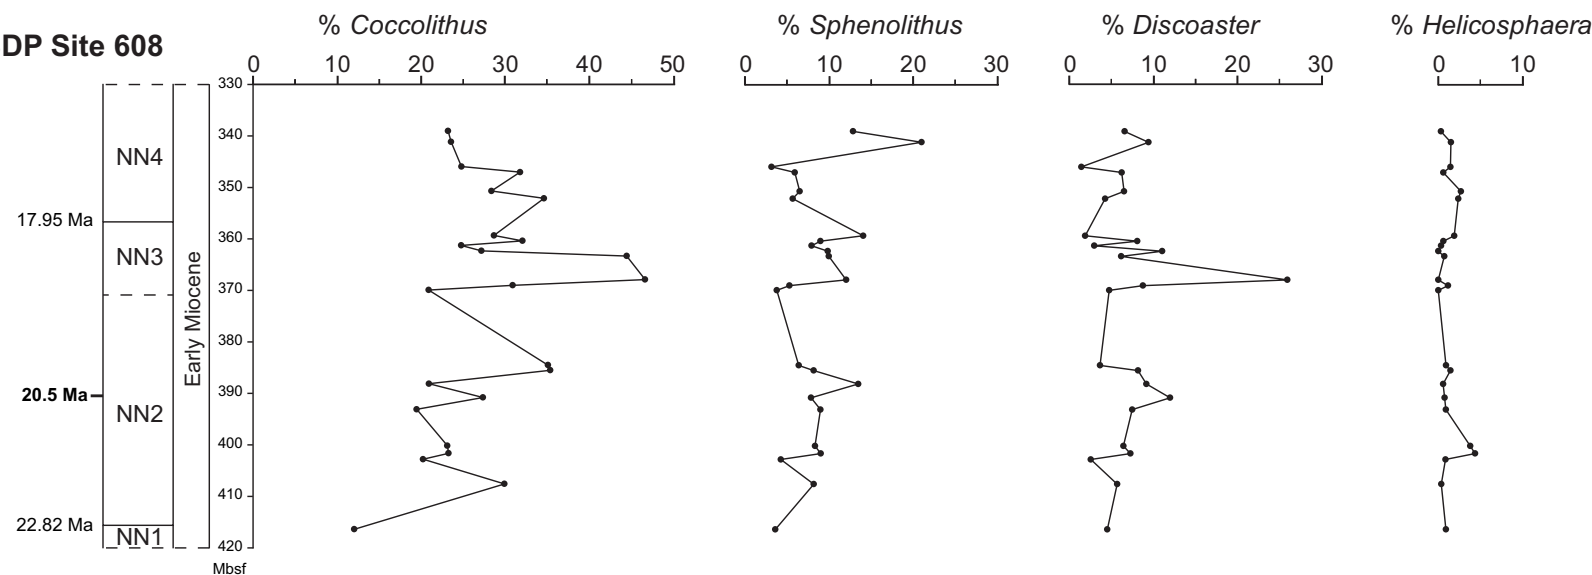 % Coccolithus
% Sphenolithus
% Discoaster
% Helicosphaera
DP Site 608
0 10 20 30 40 50
0 10 20 30
0 10 20 30
0 10
330
340
NN4
350
17.95 Ma
360
NN3
370
380
Early Miocene
20.5 Ma
390
NN2
400
410
22.82 Ma
NN1
420
Mbsf